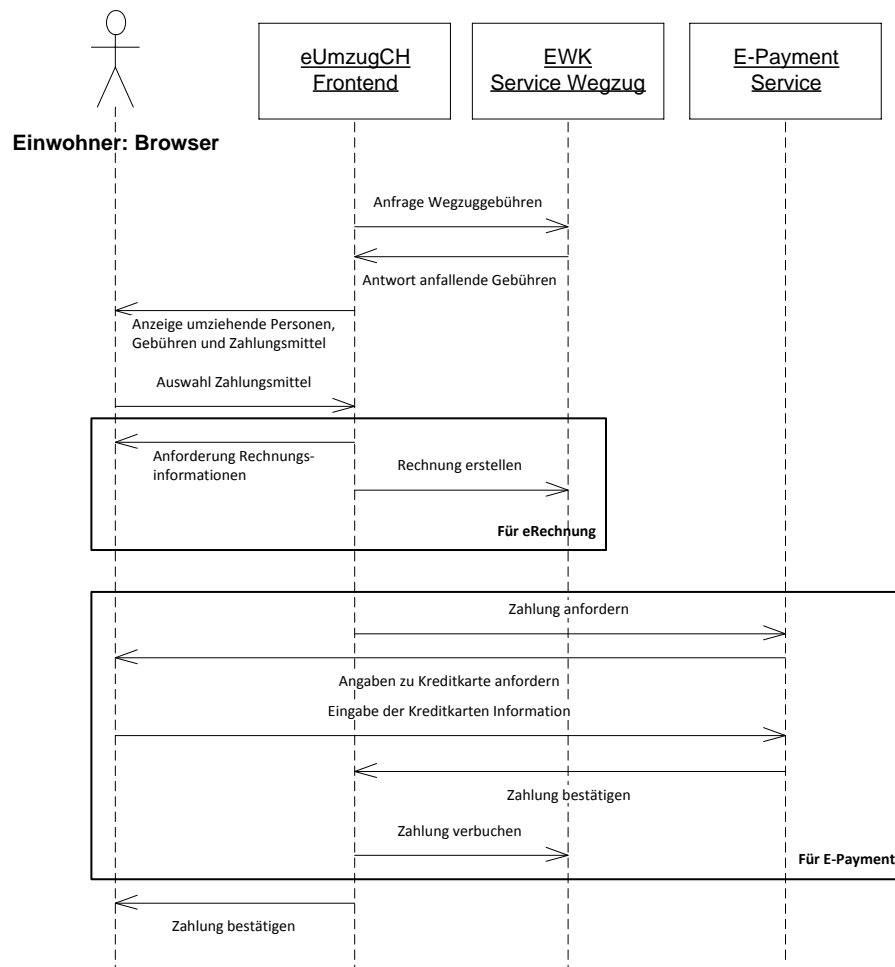 eUmzugCH
Frontend
EWK
Service Wegzug
E-Payment
Service
Einwohner: Browser
Anfrage Wegzuggebühren
Antwort anfallende Gebühren
Anzeige umziehende Personen,
Gebühren und Zahlungsmittel
Auswahl Zahlungsmittel
Anforderung Rechnungs-
informationen
Rechnung erstellen
Für eRechnung
Zahlung anfordern
Angaben zu Kreditkarte anfordern
Eingabe der Kreditkarten Information
Zahlung bestätigen
Zahlung verbuchen
Für E-Payment
Zahlung bestätigen